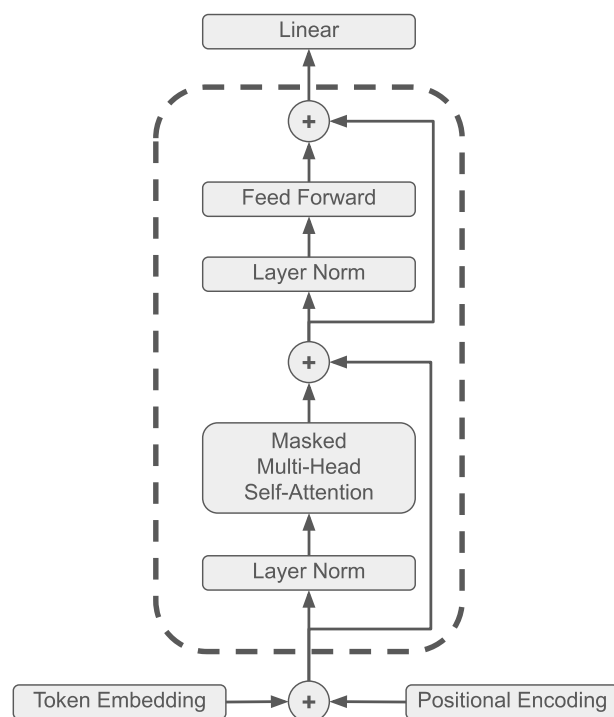 Linear
+
Feed Forward
Layer Norm
+
Masked
Multi-Head
Self-Attention
Layer Norm
Token Embedding
+
Positional Encoding